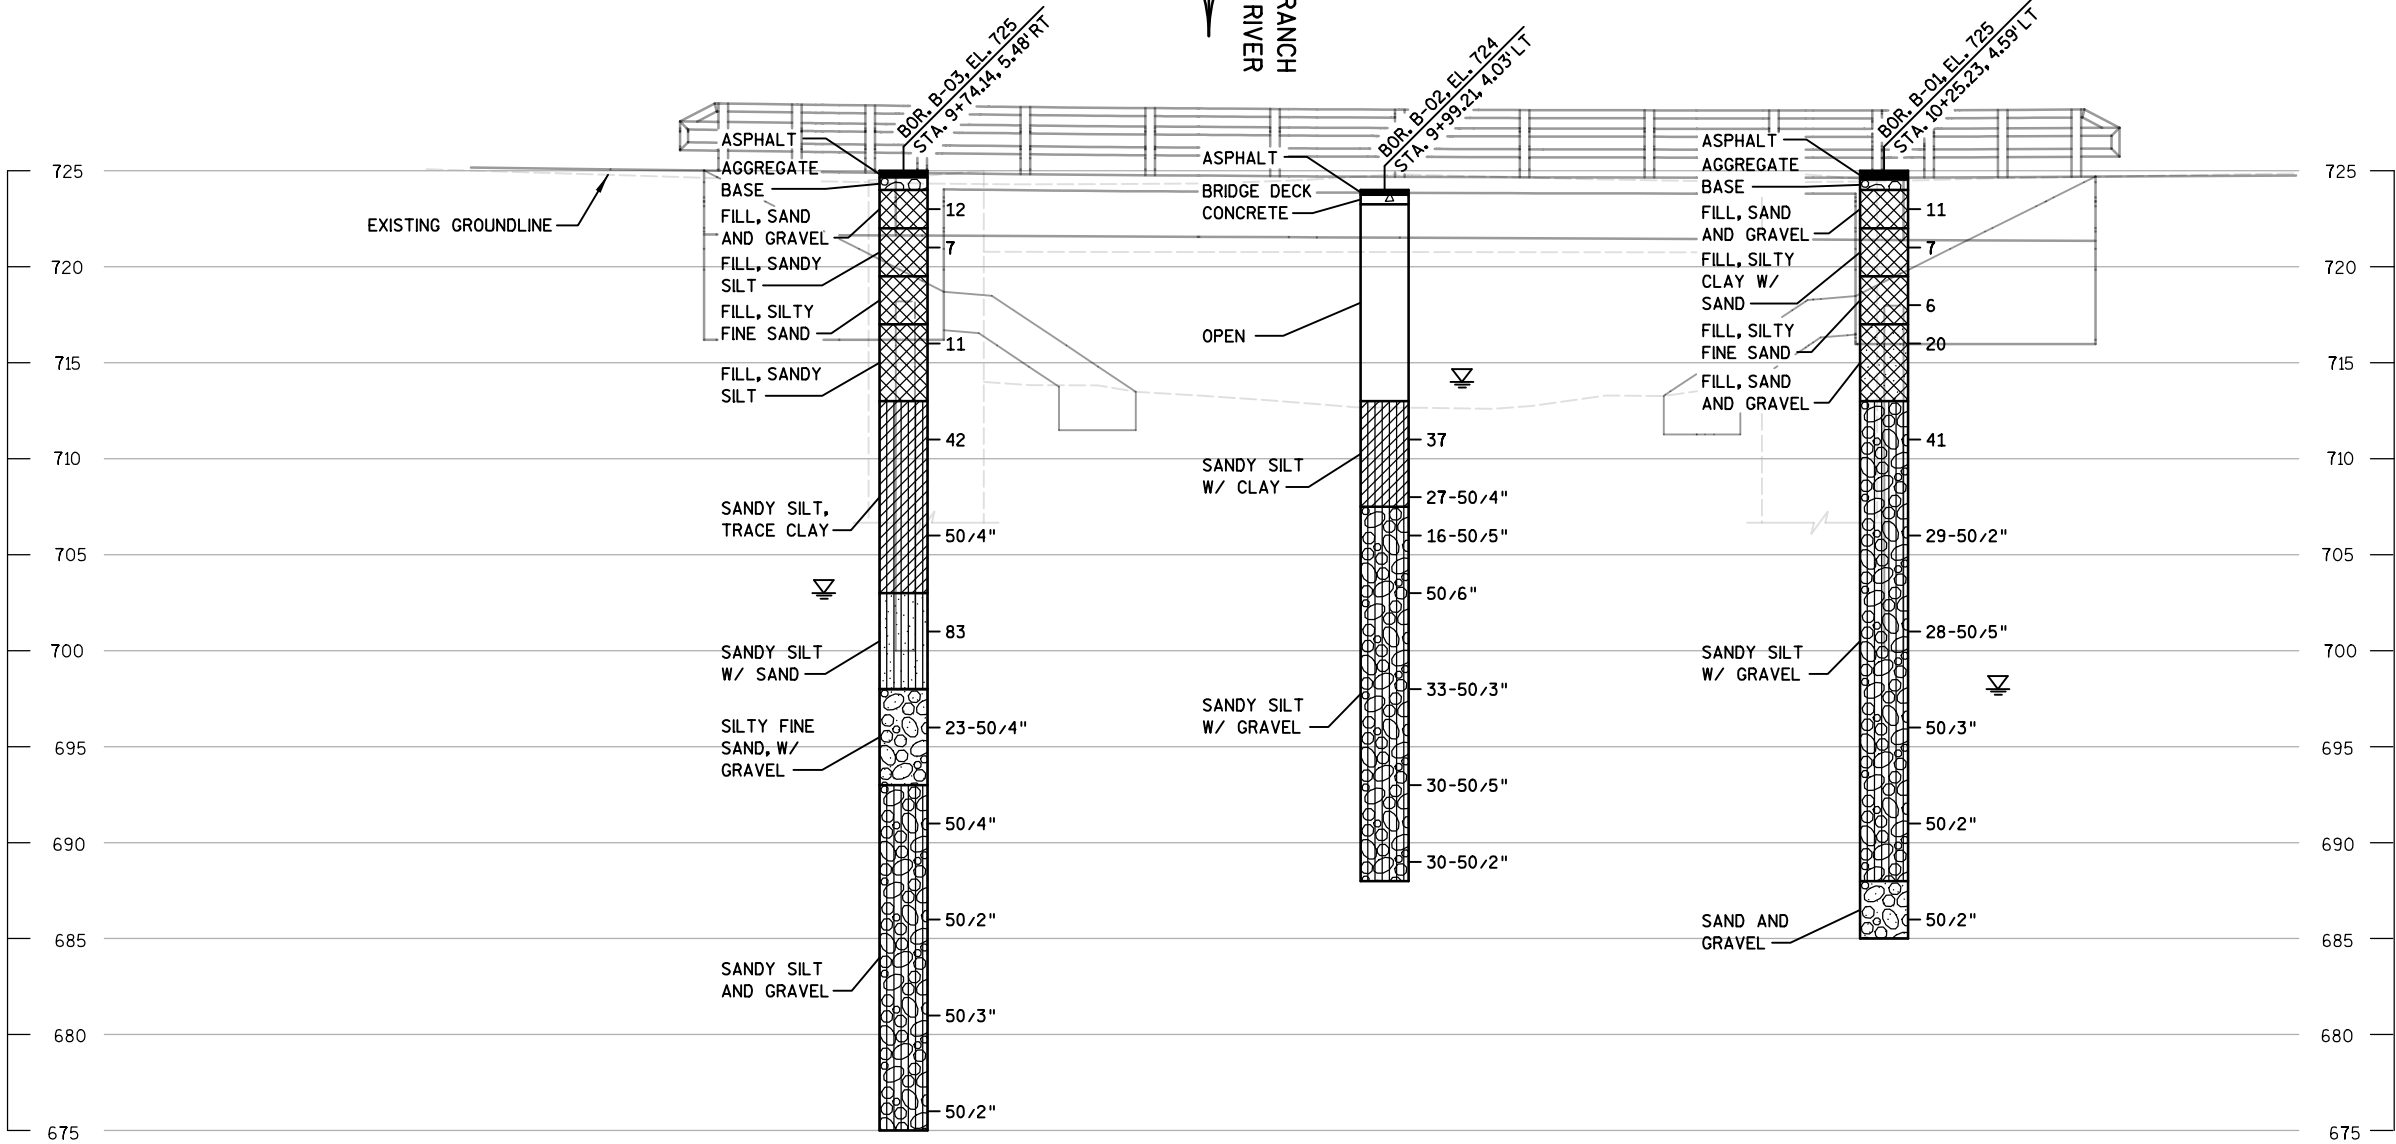 RANCH
RIVER
BOR. B-03, EL. 725
STA. 9+74.14, 5.48' RT
BOR. B-02, EL. 724
STA. 9+99.21, 4.03' LT
BOR. B-01, EL. 725
STA. 10+25.23, 4.59' LT
725
720
715
710
705
700
695
690
685
680
675
EXISTING GROUNDLINE
ASPHALT
AGGREGATE
BASE
FILL, SAND
AND GRAVEL
FILL, SANDY
SILT
FILL, SILTY
FINE SAND
FILL, SANDY
SILT
SANDY SILT,
TRACE CLAY
SANDY SILT
W/ SAND
SILTY FINE
SAND, W/
GRAVEL
SANDY SILT
AND GRAVEL
12
7
11
42
50/4"
83
23-50/4"
50/4"
50/2"
50/3"
50/2"
ASPHALT
BRIDGE DECK
CONCRETE
OPEN
SANDY SILT
W/ CLAY
SANDY SILT
W/ GRAVEL
37
27-50/4"
16-50/5"
50/6"
33-50/3"
30-50/5"
30-50/2"
ASPHALT
AGGREGATE
BASE
FILL, SAND
AND GRAVEL
FILL, SILTY
CLAY W/
SAND
FILL, SILTY
FINE SAND
FILL, SAND
AND GRAVEL
SANDY SILT
W/ GRAVEL
SAND AND
GRAVEL
11
7
6
20
41
29-50/2"
28-50/5"
50/3"
50/2"
50/2"
725
720
715
710
705
700
695
690
685
680
675